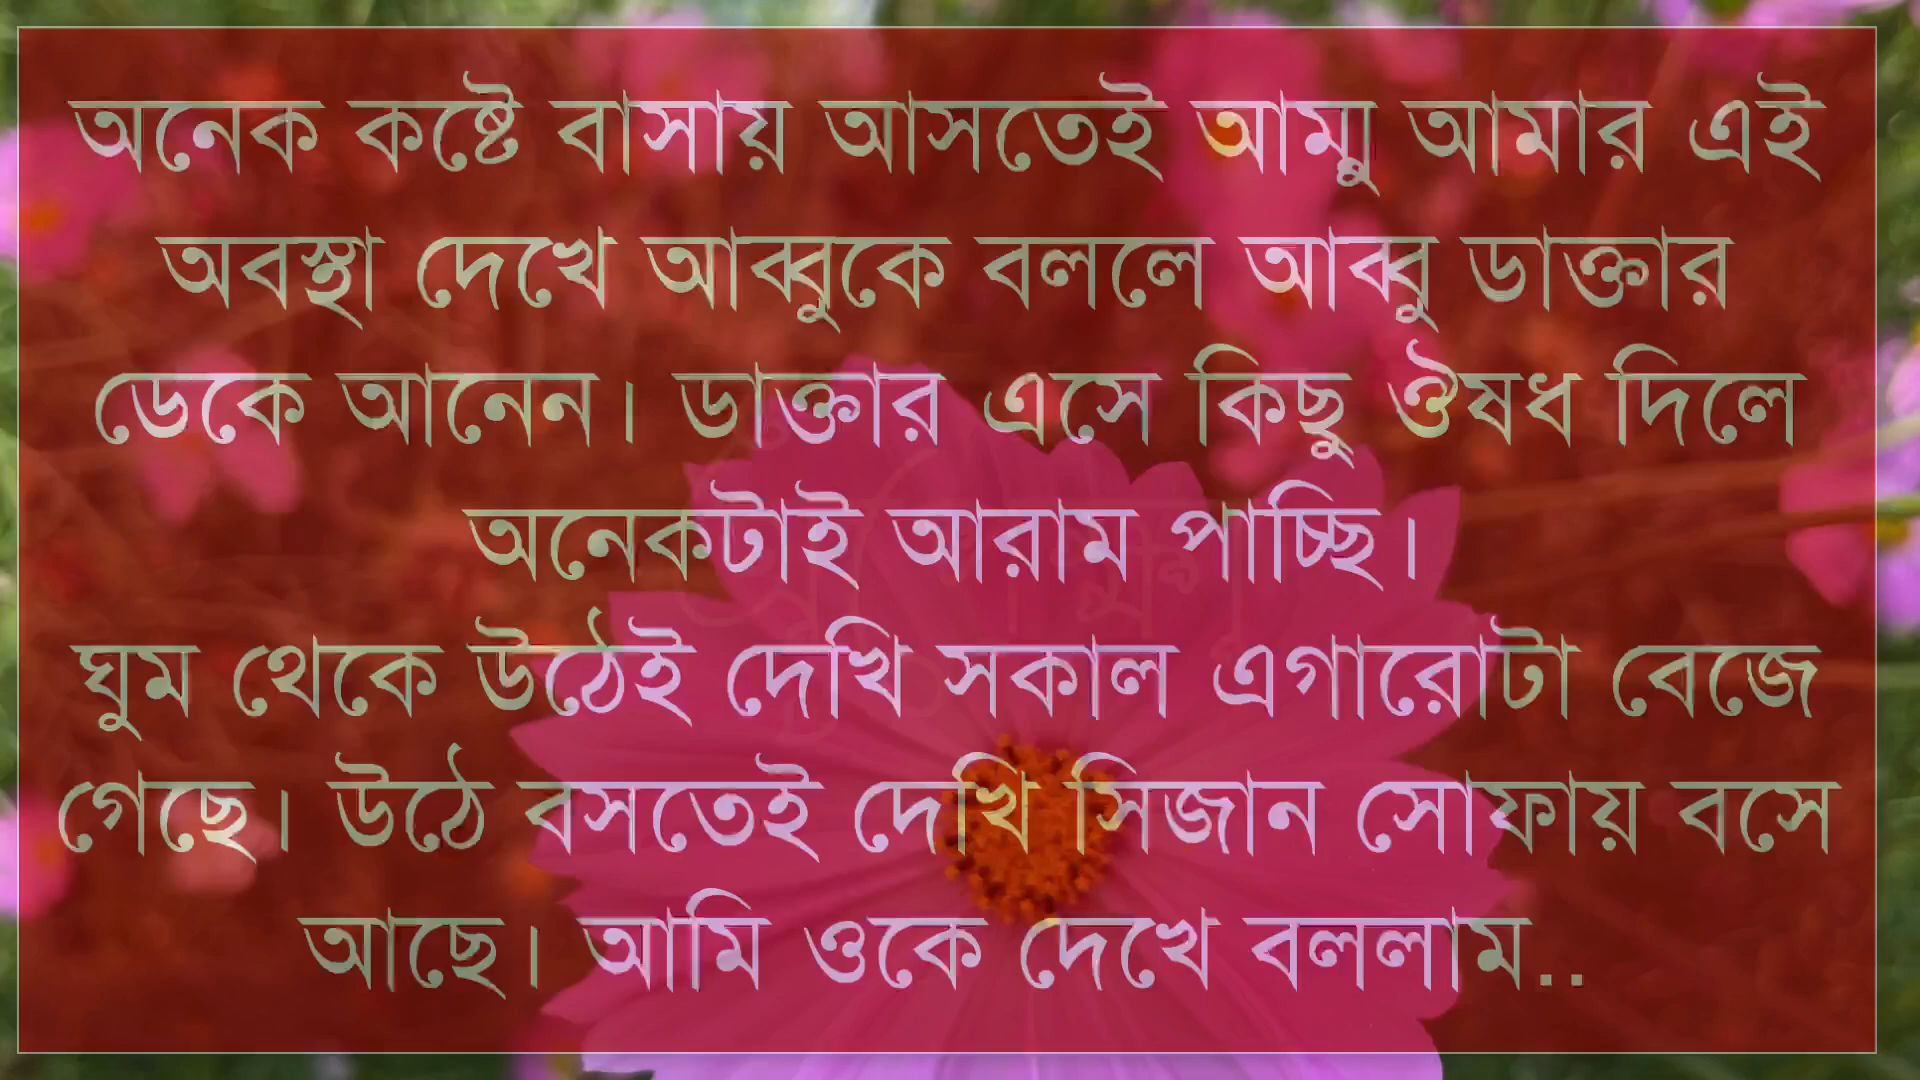 অনেক কষ্টে বাসায় আসতেই আম্মু আমার এই
অবস্থা দেখে আব্বুকে বললে আব্বু ডাক্তার
ডেকে আনেন। ডাক্তার এসে কিছু ঔষধ দিলে
অনেকটাই আরাম পাচ্ছি।
ঘুম থেকে উঠেই দেখি সকাল এগারোটা বেজে
গেছে। উঠে বসতেই দেখি সিজান সোফায় বসে
আছে। আমি ওকে দেখে বললাম..